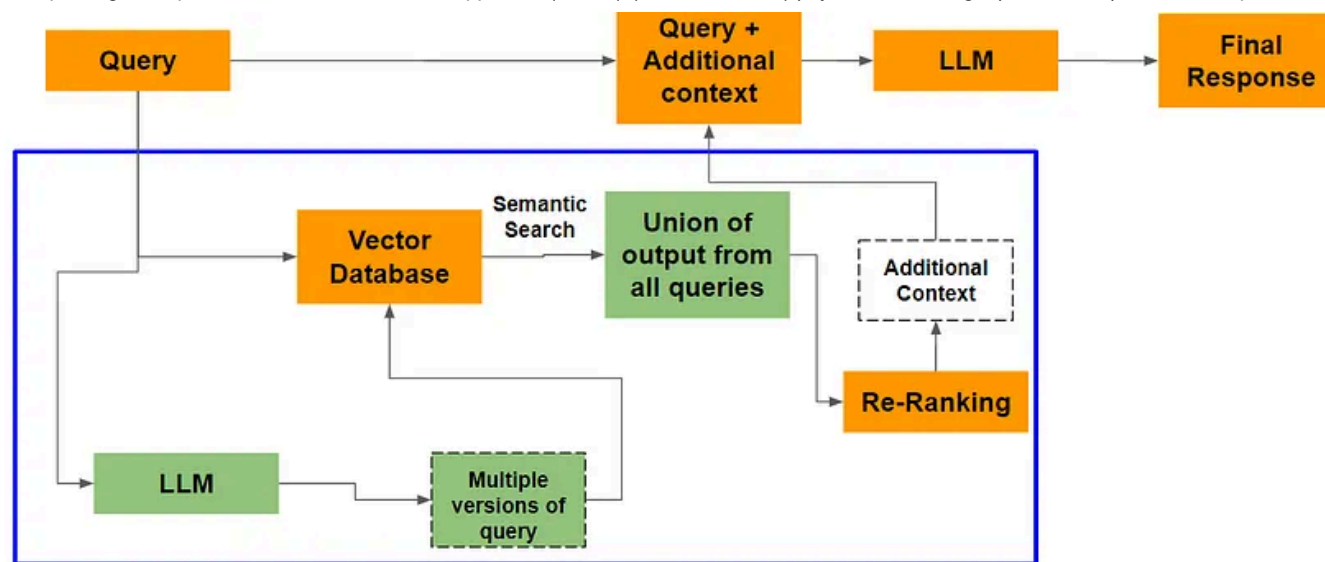 Query
Query +
Additional
context
LLM
Final
Response
Semantic
Search
Vector
Database
Union of
output from
all queries
Additional
Context
Re-Ranking
LLM
Multiple
versions of
query